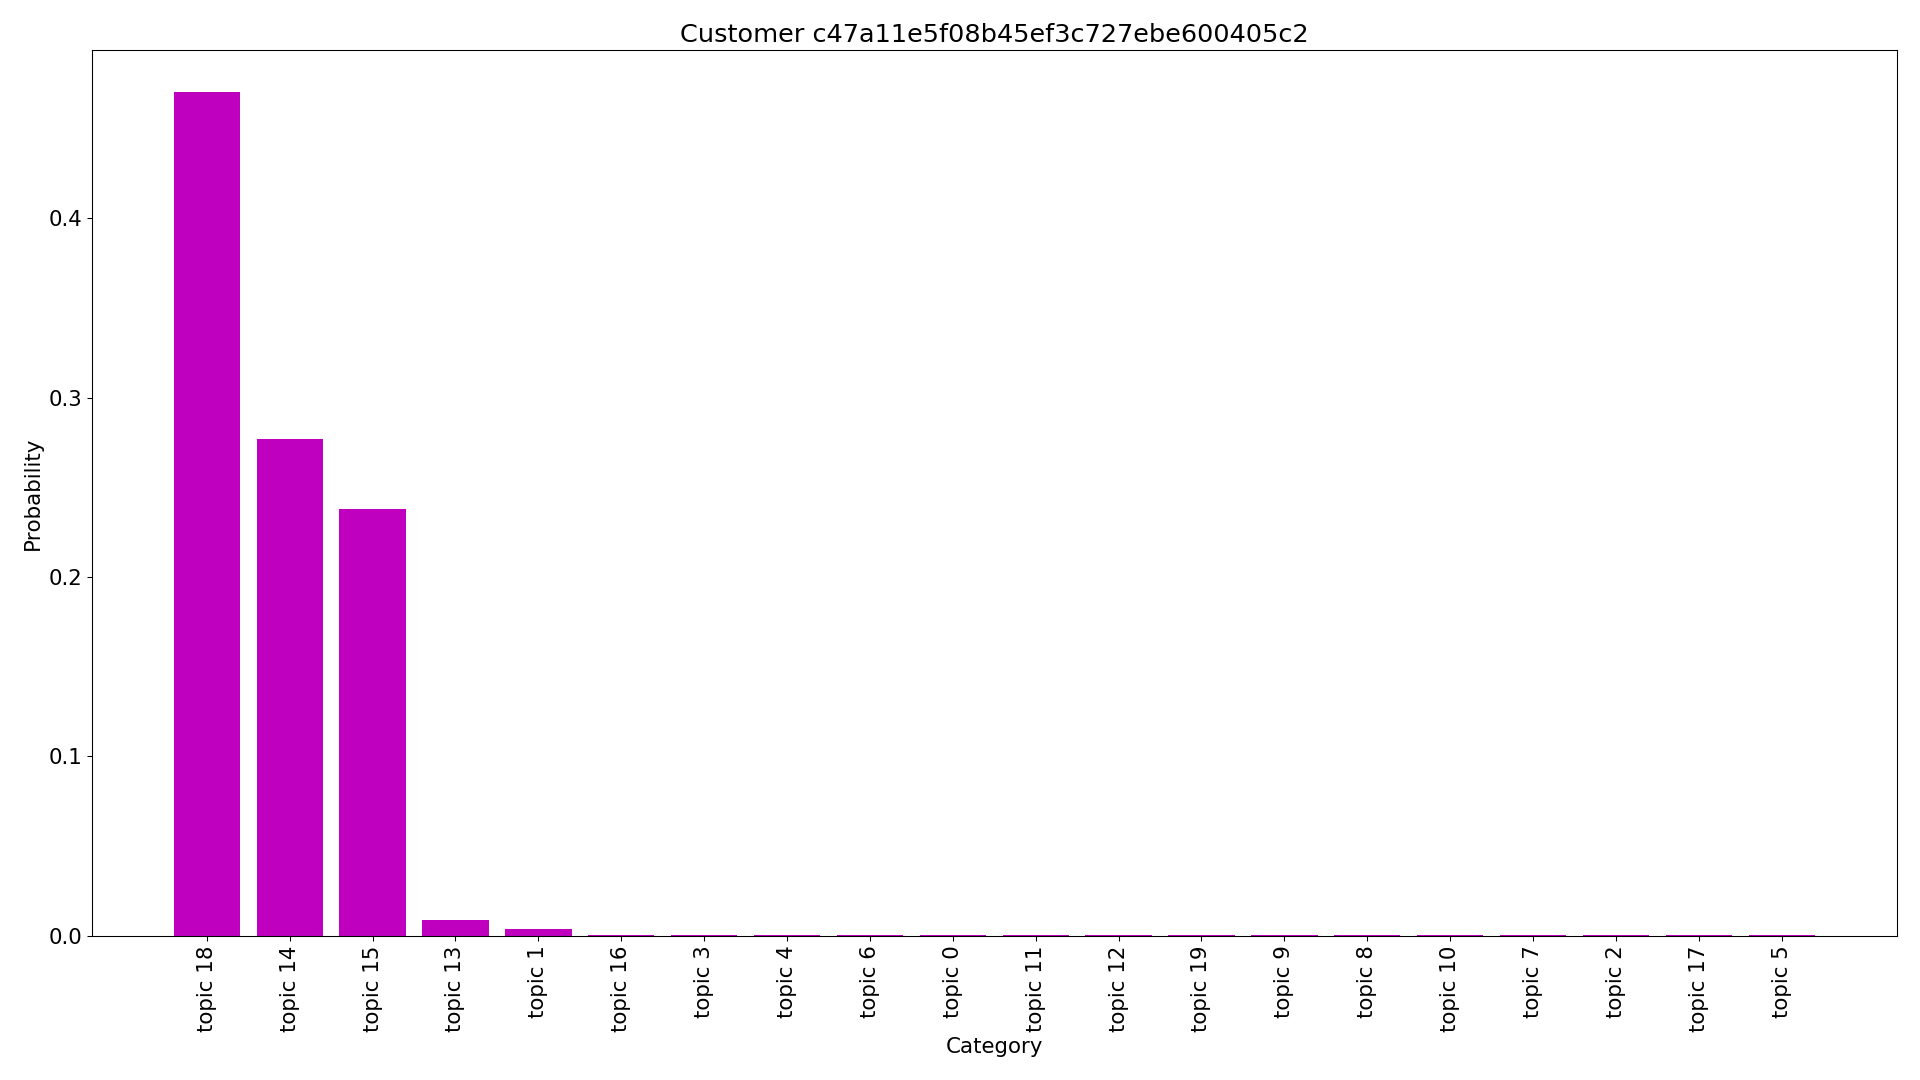 Customer c47a11e5f08b45ef3c727ebe600405c2
Probability
0.4
0.3
0.2
0.1
0.0
topic 18
topic 14
topic 15
topic 13
topic 1
topic 16
topic 3
topic 4
topic 6
topic 0
topic 11
topic 12
topic 19
topic 9
topic 8
topic 10
topic 7
topic 2
topic 17
topic 5
Category